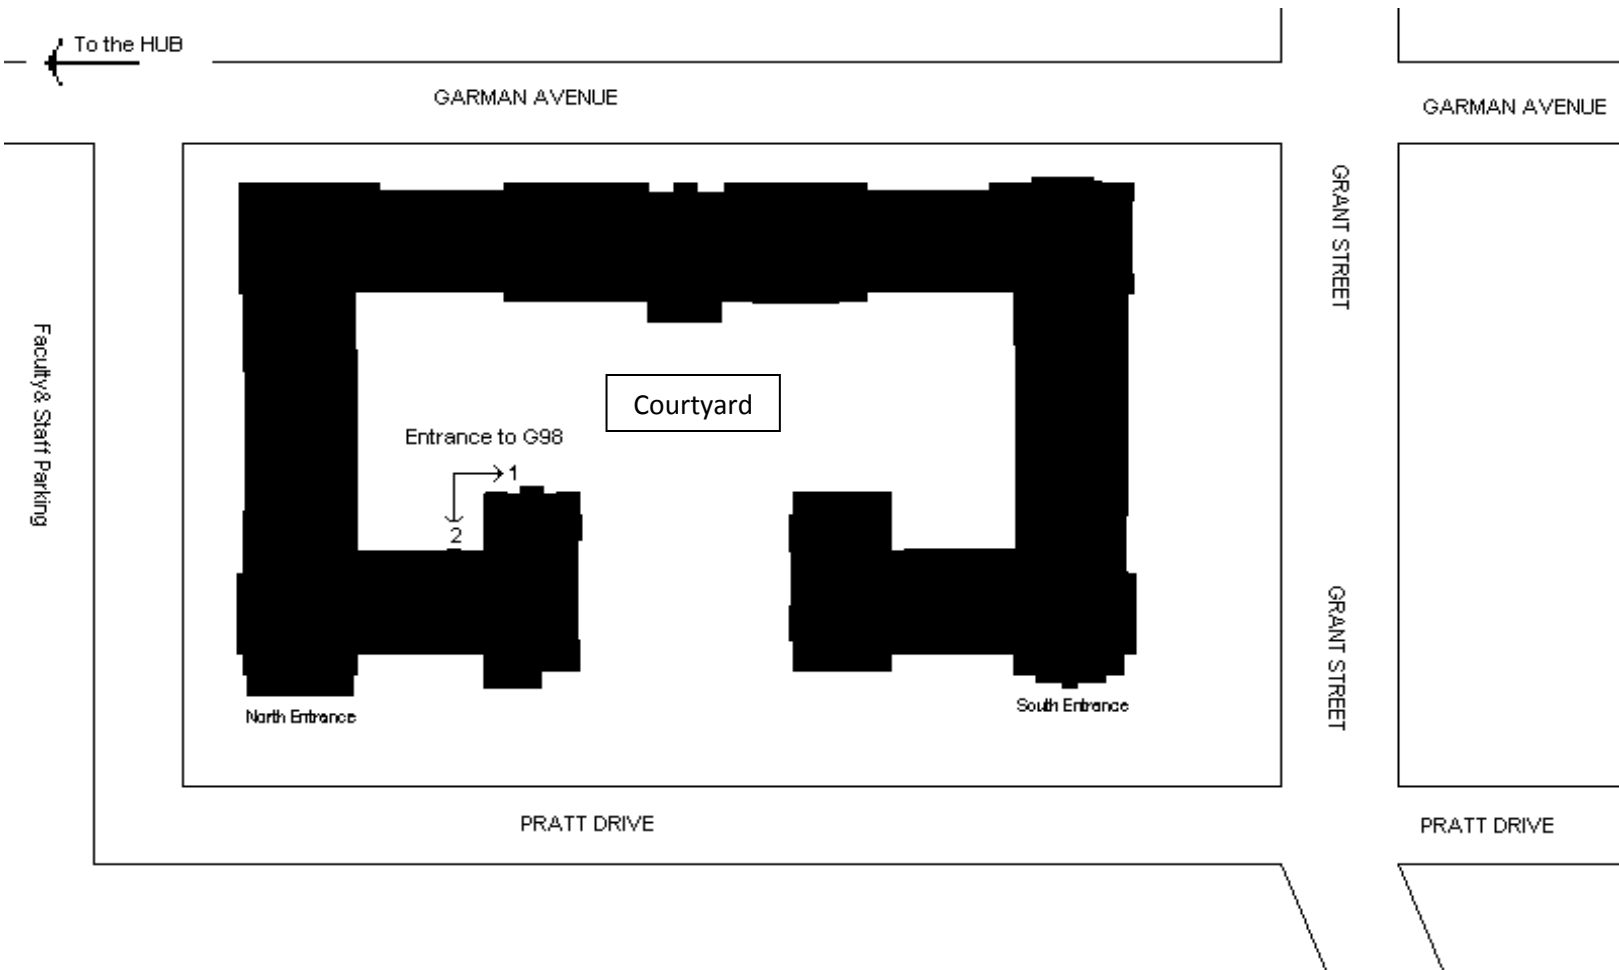 To the HUB
GARMAN AVENUE
GARMAN AVENUE
GRANT STREET
Faculty& Staff Parking
Courtyard
Entrance to G98
1
2
GRANT STREET
North Entrance
South Entrance
PRATT DRIVE
PRATT DRIVE